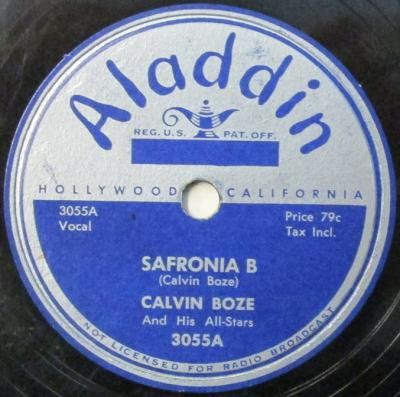 Aladdin
REG. U.S. PAT. OFF.
HOLLYWOOD CALIFORNIA
3055A
Vocal
Price 79c
Tax Incl.
SAFRONIA B
(Calvin Boze)
CALVIN BOZE
And His All-Stars
3055A
NOT LICENSED FOR RADIO BROADCAST